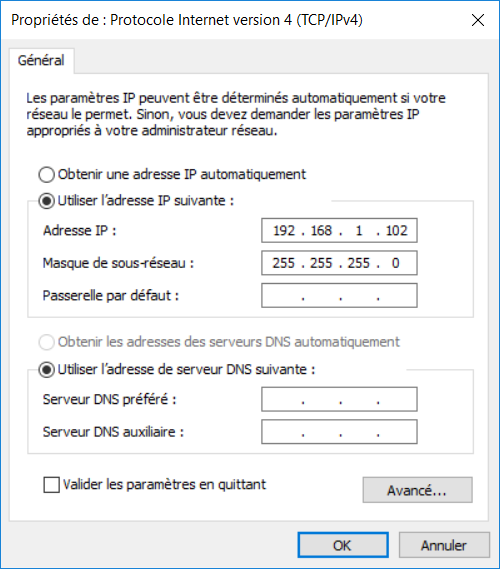 Propriétés de : Protocole Internet version 4 (TCP/IPv4)
Général
Les paramètres IP peuvent être déterminés automatiquement si votre
réseau le permet. Sinon, vous devez demander les paramètres IP
appropriés à votre administrateur réseau.
Obtenir une adresse IP automatiquement
Utiliser l'adresse IP suivante :
Adresse IP : 192 . 168 . 1 . 102
Masque de sous-réseau : 255 . 255 . 255 . 0
Passerelle par défaut : . . .
Obtenir les adresses des serveurs DNS automatiquement
Utiliser l'adresse de serveur DNS suivante :
Serveur DNS préféré : . . .
Serveur DNS auxiliaire : . . .
Valider les paramètres en quittant
Avancé...
OK Annuler